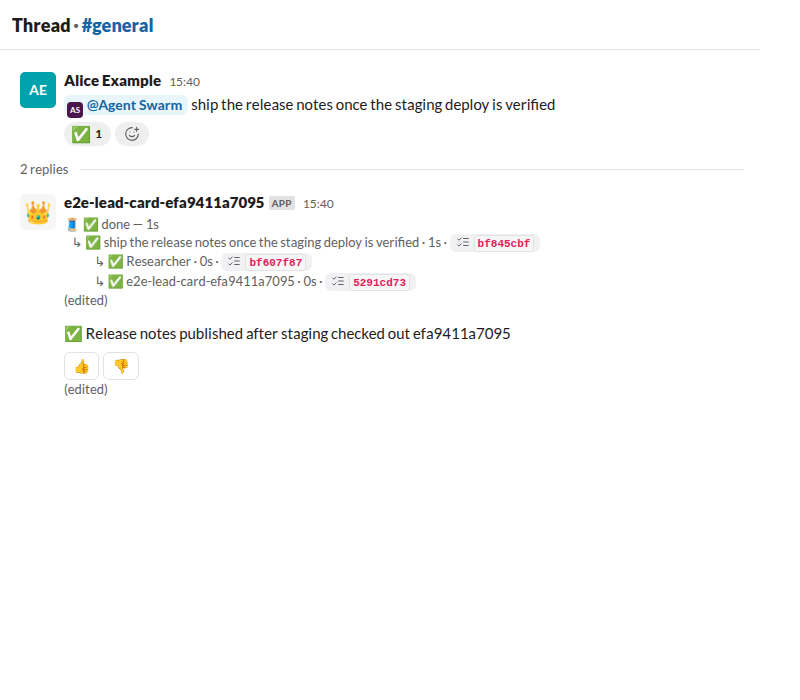 Thread · #general
AE
Alice Example 15:40
AS @Agent Swarm ship the release notes once the staging deploy is verified
✅ 1
2 replies
e2e-lead-card-efa9411a7095 APP 15:40
🧵 ✅ done — 1s
↳ ✅ ship the release notes once the staging deploy is verified · 1s · bf845cbf
↳ ✅ Researcher · 0s · bf607f87
↳ ✅ e2e-lead-card-efa9411a7095 · 0s · 5291cd73
(edited)
✅ Release notes published after staging checked out efa9411a7095
👍 👎
(edited)